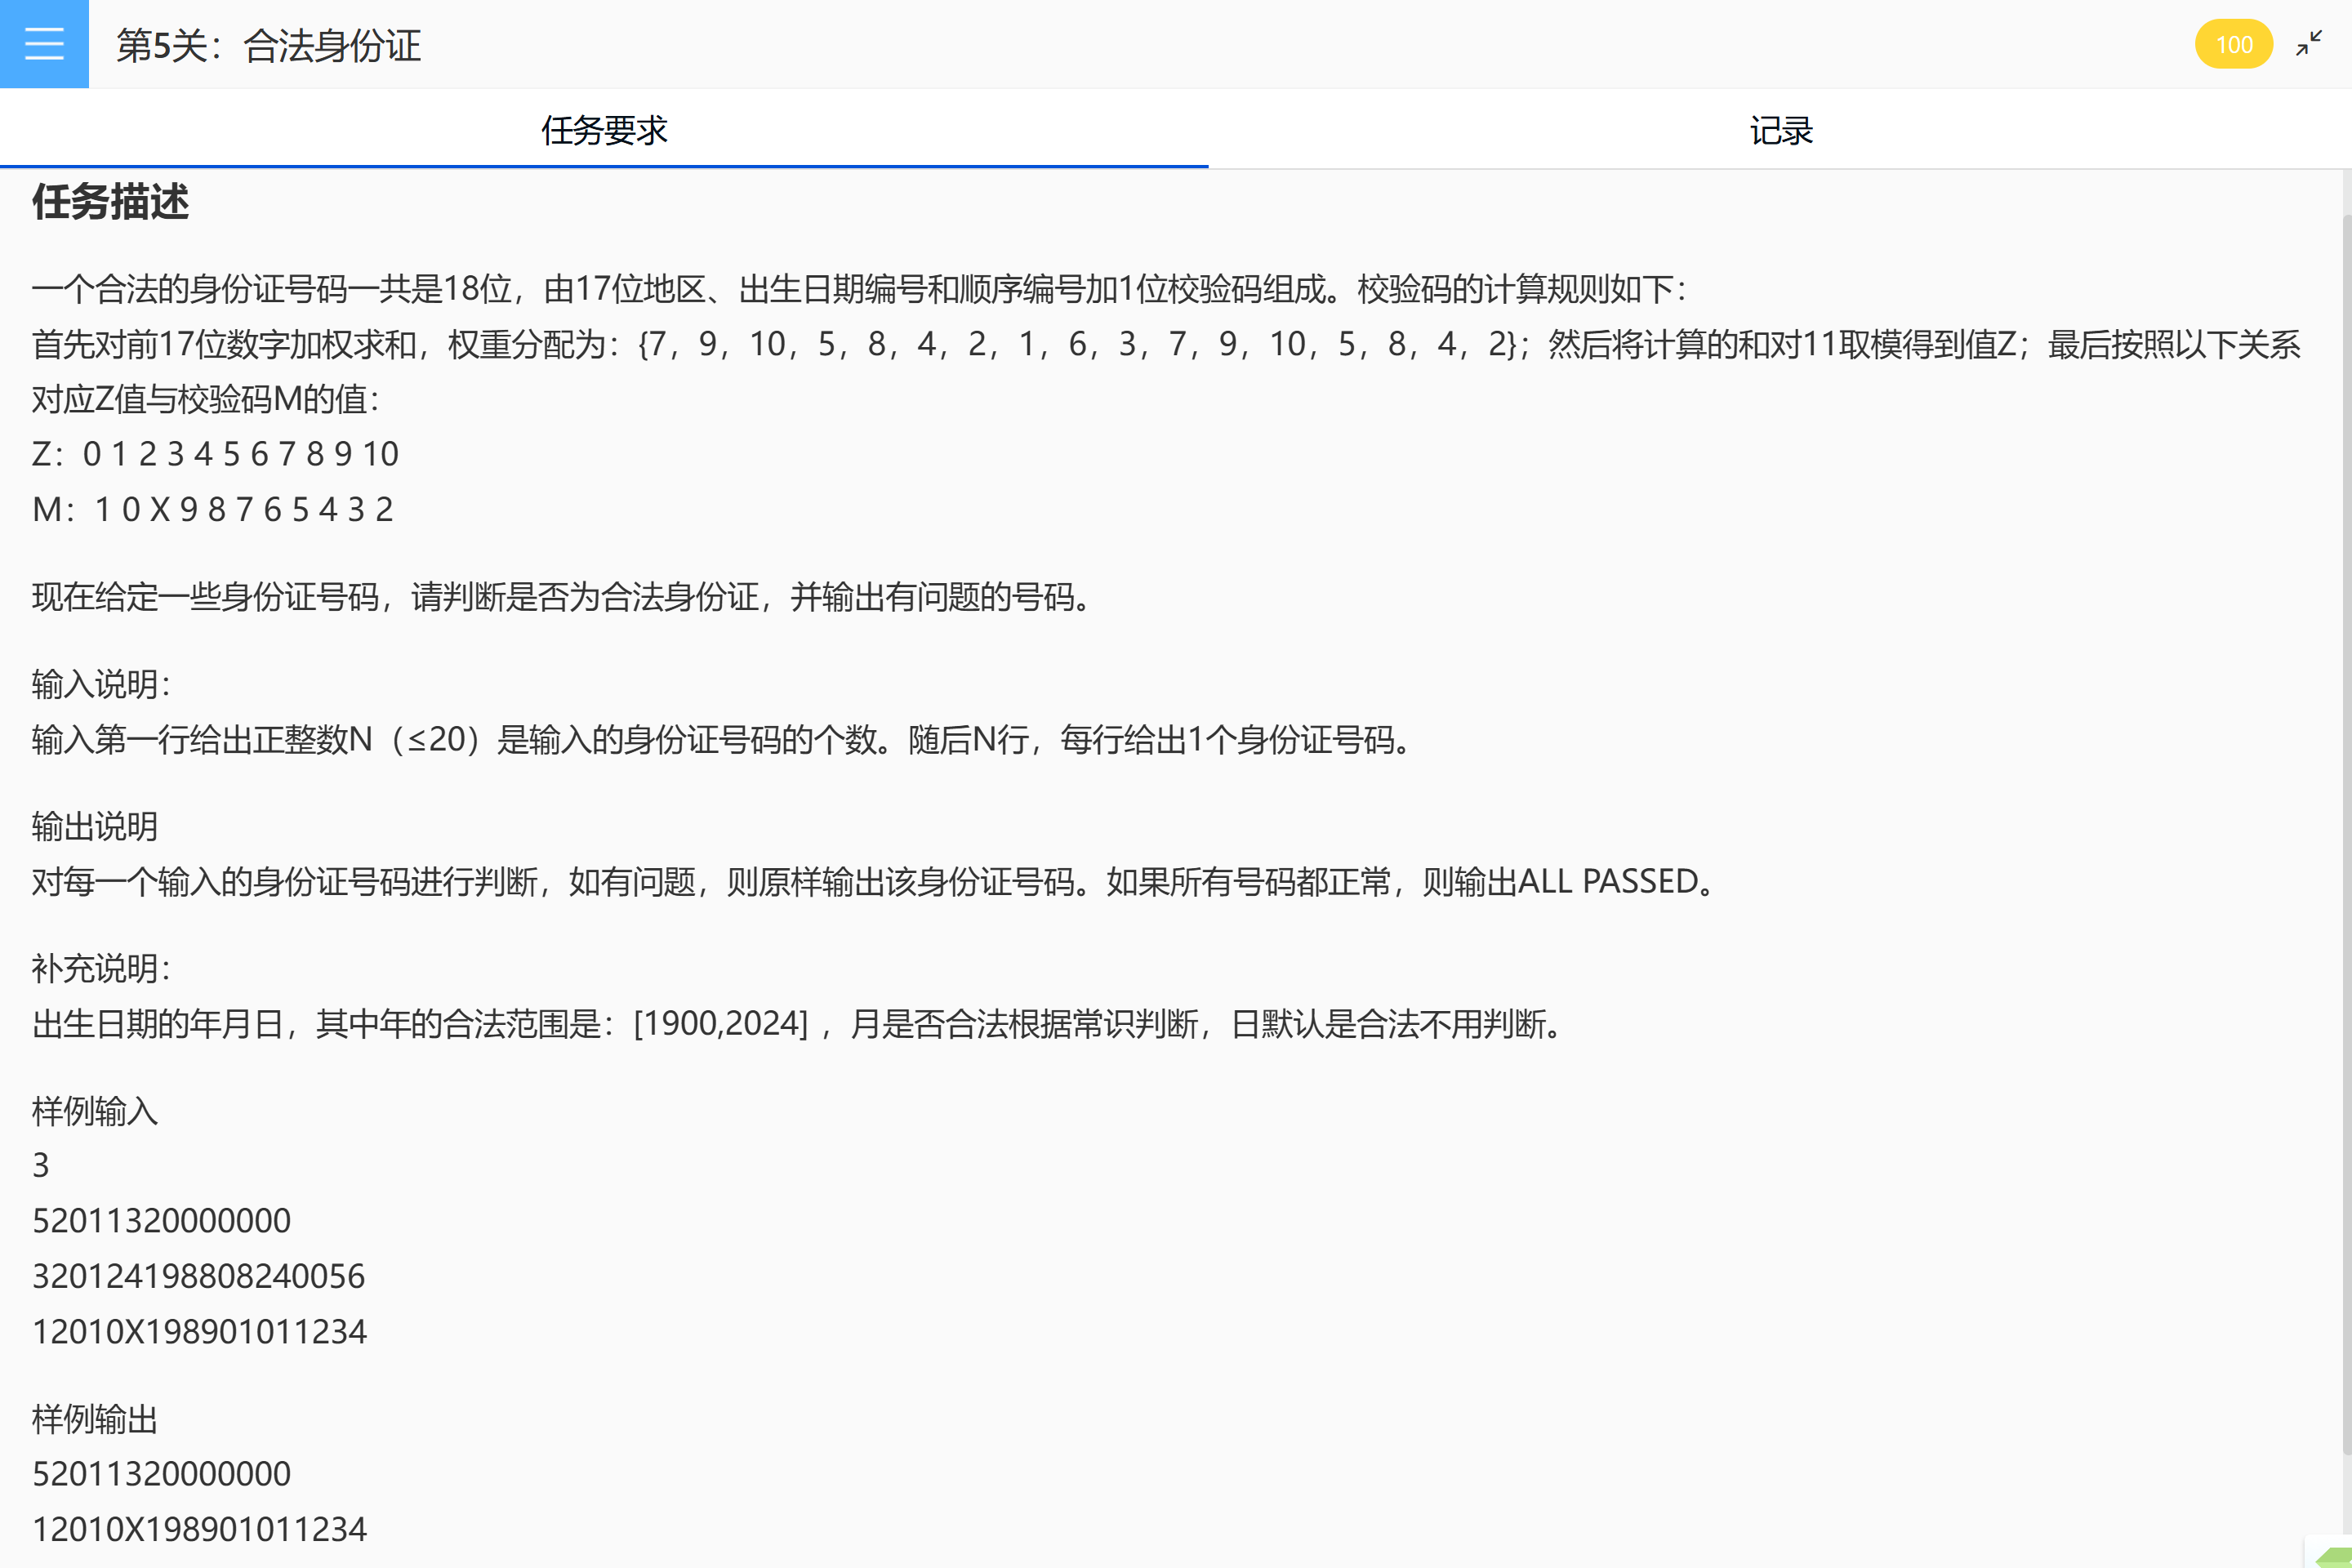 第5关：合法身份证
100
任务要求
记录
任务描述
一个合法的身份证号码一共是18位，由17位地区、出生日期编号和顺序编号加1位校验码组成。校验码的计算规则如下：
首先对前17位数字加权求和，权重分配为：{7，9，10，5，8，4，2，1，6，3，7，9，10，5，8，4，2}；然后将计算的和对11取模得到值Z；最后按照以下关系
对应Z值与校验码M的值：
Z：0 1 2 3 4 5 6 7 8 9 10
M：1 0 X 9 8 7 6 5 4 3 2
现在给定一些身份证号码，请判断是否为合法身份证，并输出有问题的号码。
输入说明：
输入第一行给出正整数N（≤20）是输入的身份证号码的个数。随后N行，每行给出1个身份证号码。
输出说明
对每一个输入的身份证号码进行判断，如有问题，则原样输出该身份证号码。如果所有号码都正常，则输出ALL PASSED。
补充说明：
出生日期的年月日，其中年的合法范围是：[1900,2024] ，月是否合法根据常识判断，日默认是合法不用判断。
样例输入
3
52011320000000
320124198808240056
12010X198901011234
样例输出
52011320000000
12010X198901011234